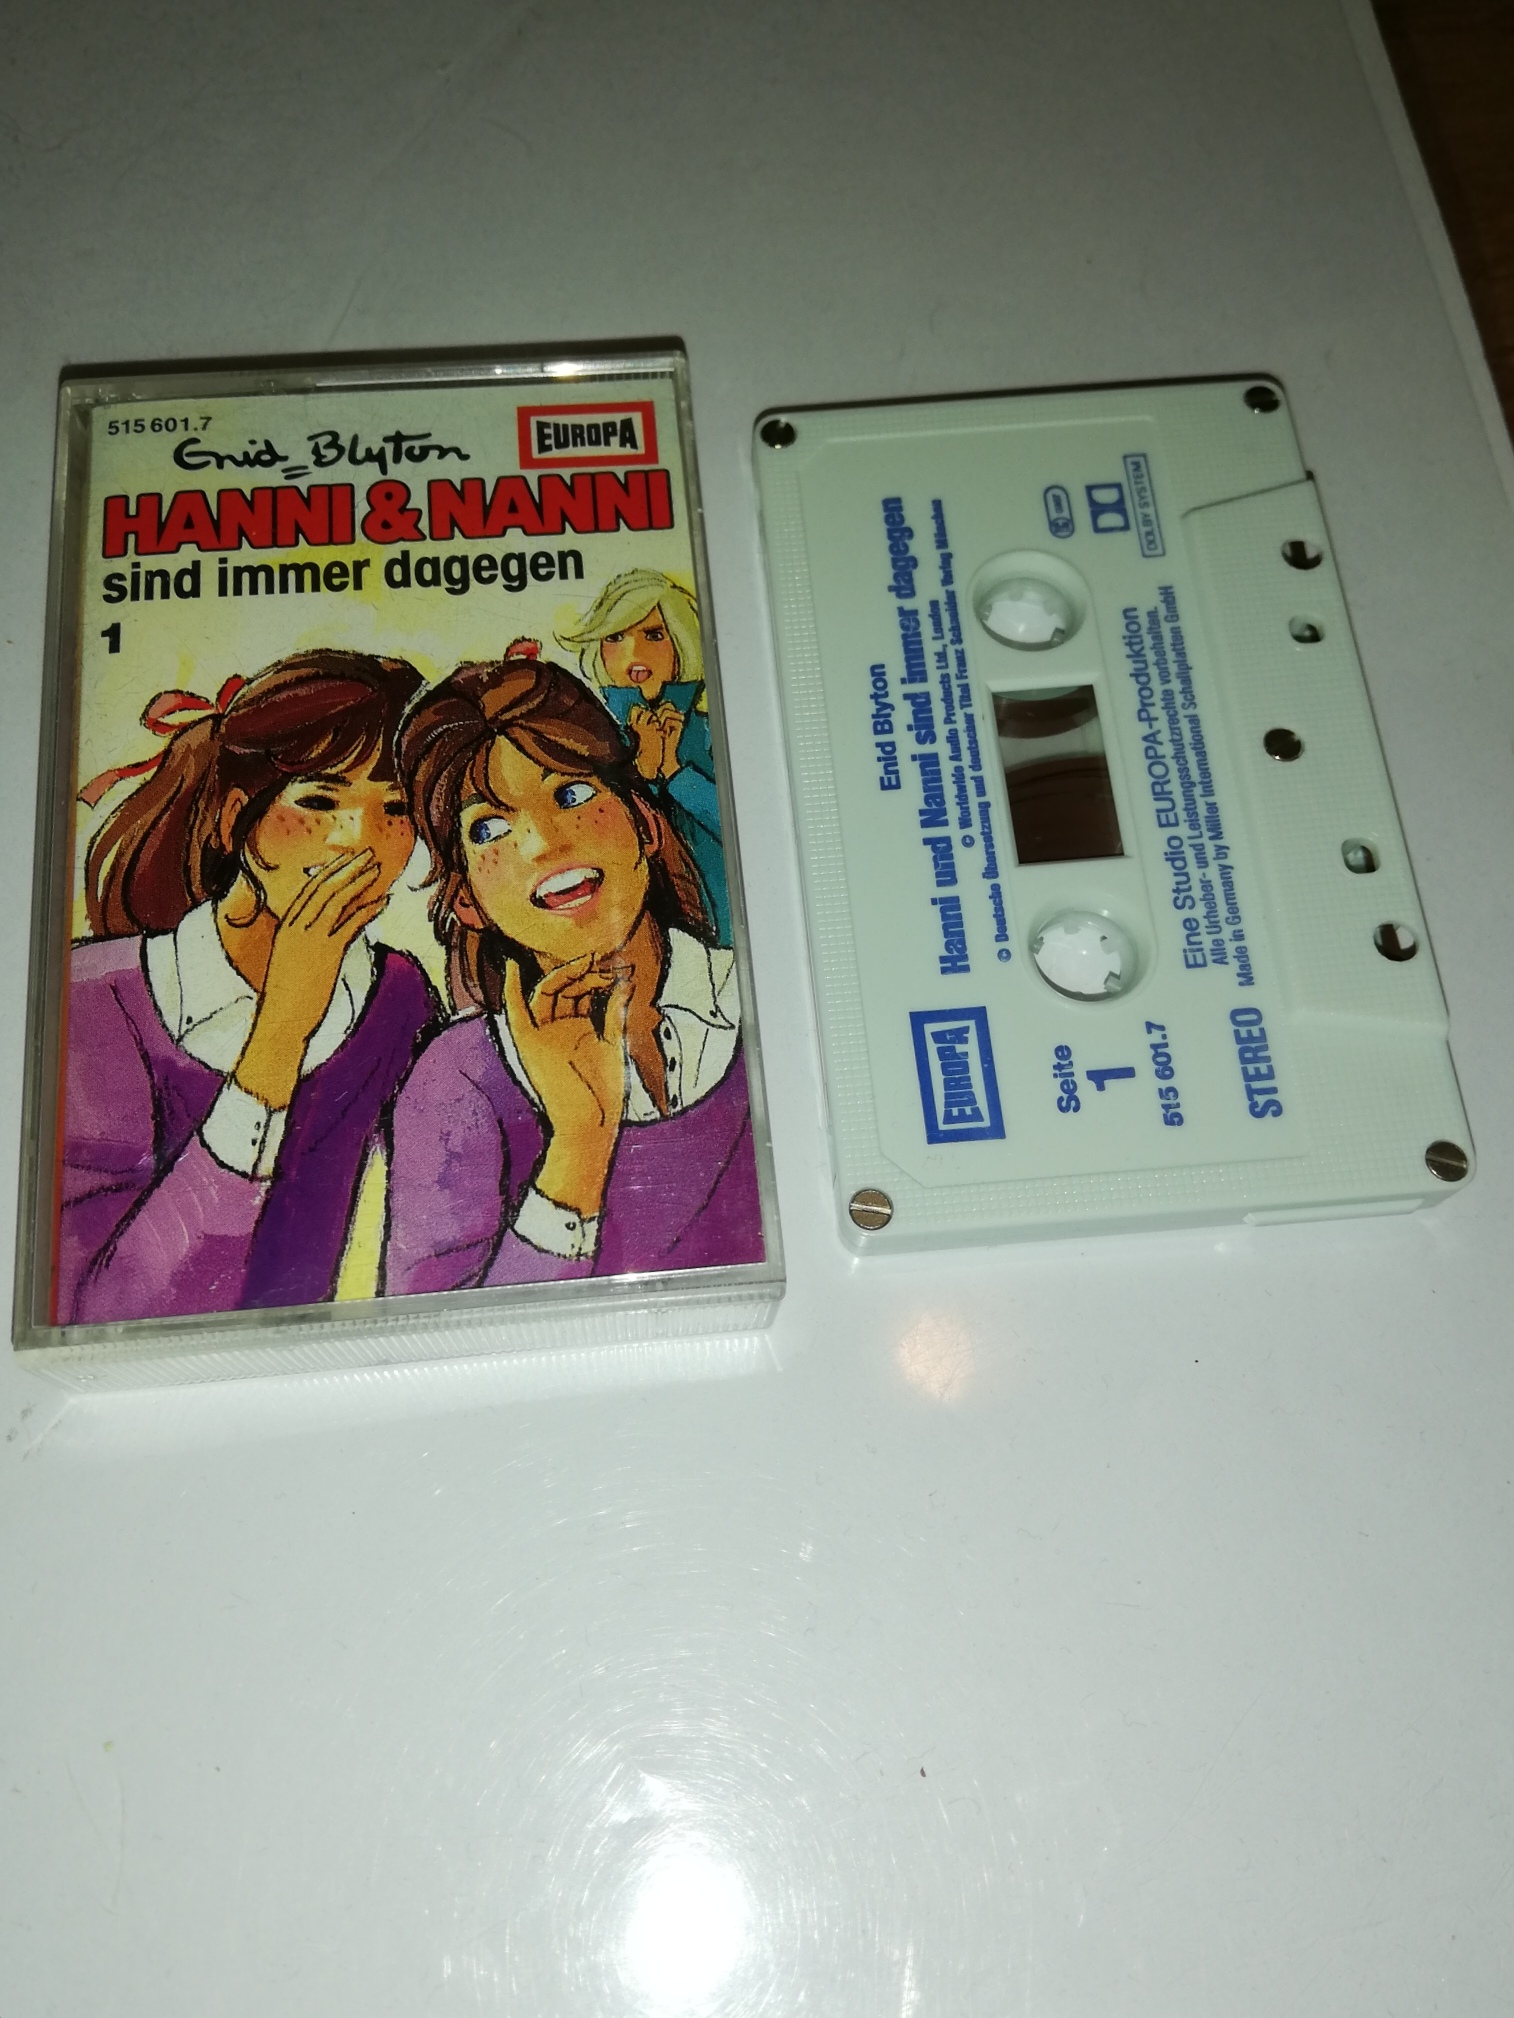 515 601.7
Enid Blyton
EUROPA
HANNI & NANNI
sind immer dagegen
1
Enid Blyton
Hanni und Nanni sind immer dagegen
© Worldwide Audio Products Ltd., London
© Deutsche Übersetzung und deutscher Titel Franz Schneider Verlag München
EUROPA
Seite
1
515 601.7
STEREO
DOLBY SYSTEM
Eine Studio EUROPA-Produktion
Alle Urheber- und Leistungsschutzrechte vorbehalten.
Made in Germany by Miller International Schallplatten GmbH